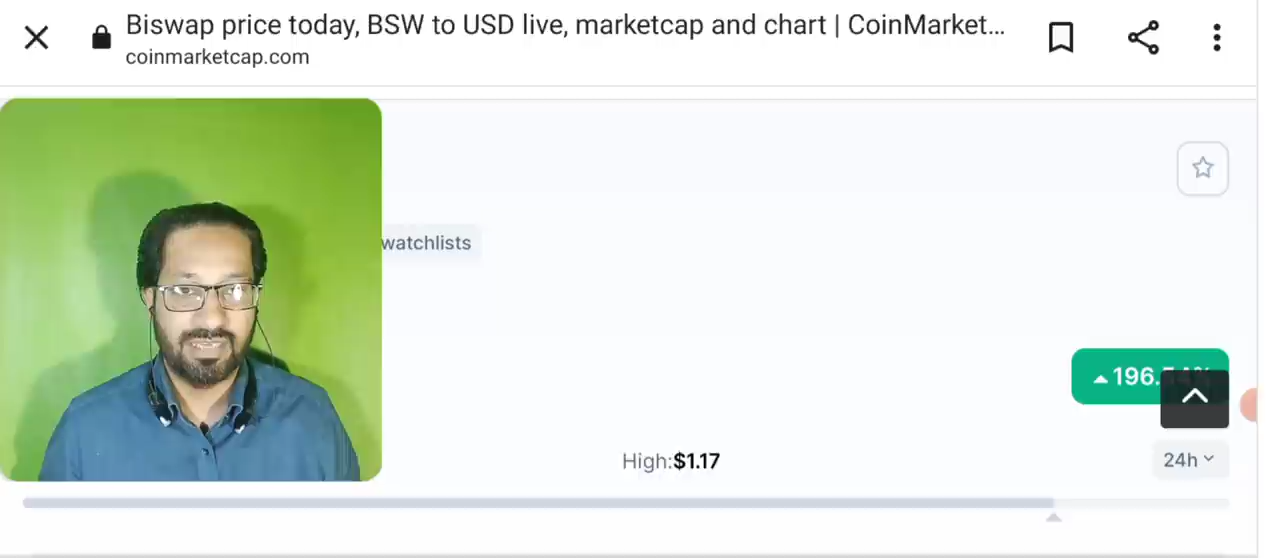 Biswap price today, BSW to USD live, marketcap and chart | CoinMarket...
coinmarketcap.com
watchlists
196.
High:$1.17
24h